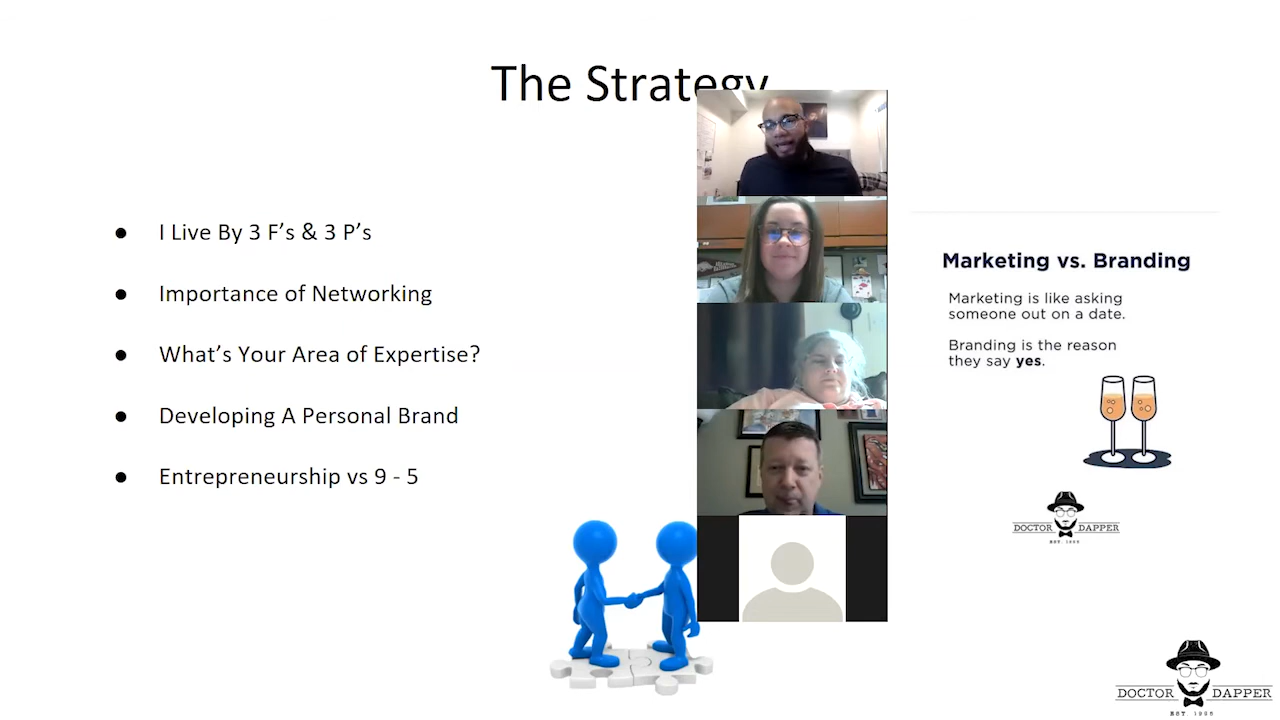 The Strategy
I Live By 3 F’s & 3 P’s
Importance of Networking
What’s Your Area of Expertise?
Developing A Personal Brand
Entrepreneurship vs 9 - 5
Marketing vs. Branding
Marketing is like asking
someone out on a date.
Branding is the reason
they say yes.
DOCTOR DAPPER
DOCTOR DAPPER